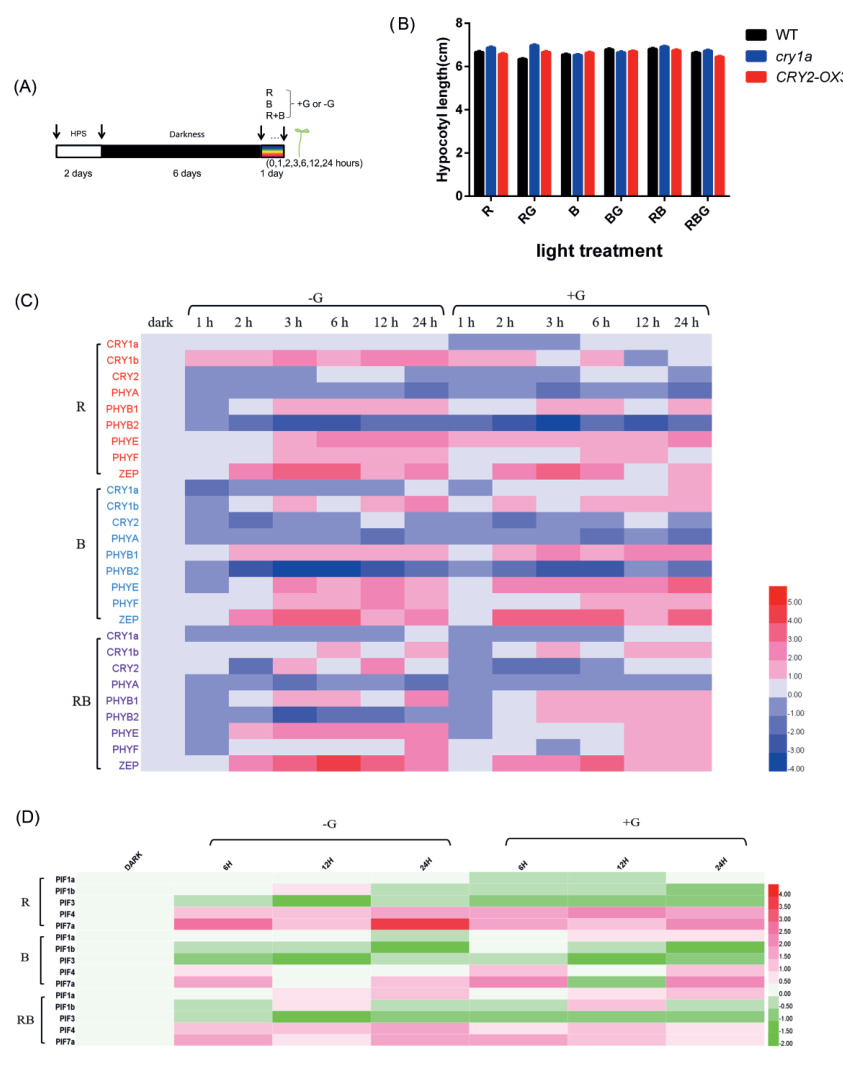 (A)
R
B
R+B
+G or -G
HPS
Darkness
...
(0,1,2,3,6,12,24 hours)
2 days
6 days
1 day
(B)
Hypocotyl length(cm)
8
6
4
2
0
R
RG
B
BG
RB
RBG
light treatment
WT
cry1a
CRY2-OX3
(C)
-G
+G
dark
1 h
2 h
3 h
6 h
12 h
24 h
1 h
2 h
3 h
6 h
12 h
24 h
R
CRY1a
CRY1b
CRY2
PHYA
PHYB1
PHYB2
PHYE
PHYF
ZEP
B
CRY1a
CRY1b
CRY2
PHYA
PHYB1
PHYB2
PHYE
PHYF
ZEP
RB
CRY1a
CRY1b
CRY2
PHYA
PHYB1
PHYB2
PHYE
PHYF
ZEP
5.00
4.00
3.00
2.00
1.00
0.00
-1.00
-2.00
-3.00
-4.00
(D)
-G
+G
DARK
6H
12H
24H
6H
12H
24H
R
PIF1a
PIF1b
PIF3
PIF4
PIF7a
B
PIF1a
PIF1b
PIF3
PIF4
PIF7a
RB
PIF1a
PIF1b
PIF3
PIF4
PIF7a
4.00
3.50
3.00
2.50
2.00
1.50
1.00
0.50
0.00
-0.50
-1.00
-1.50
-2.00